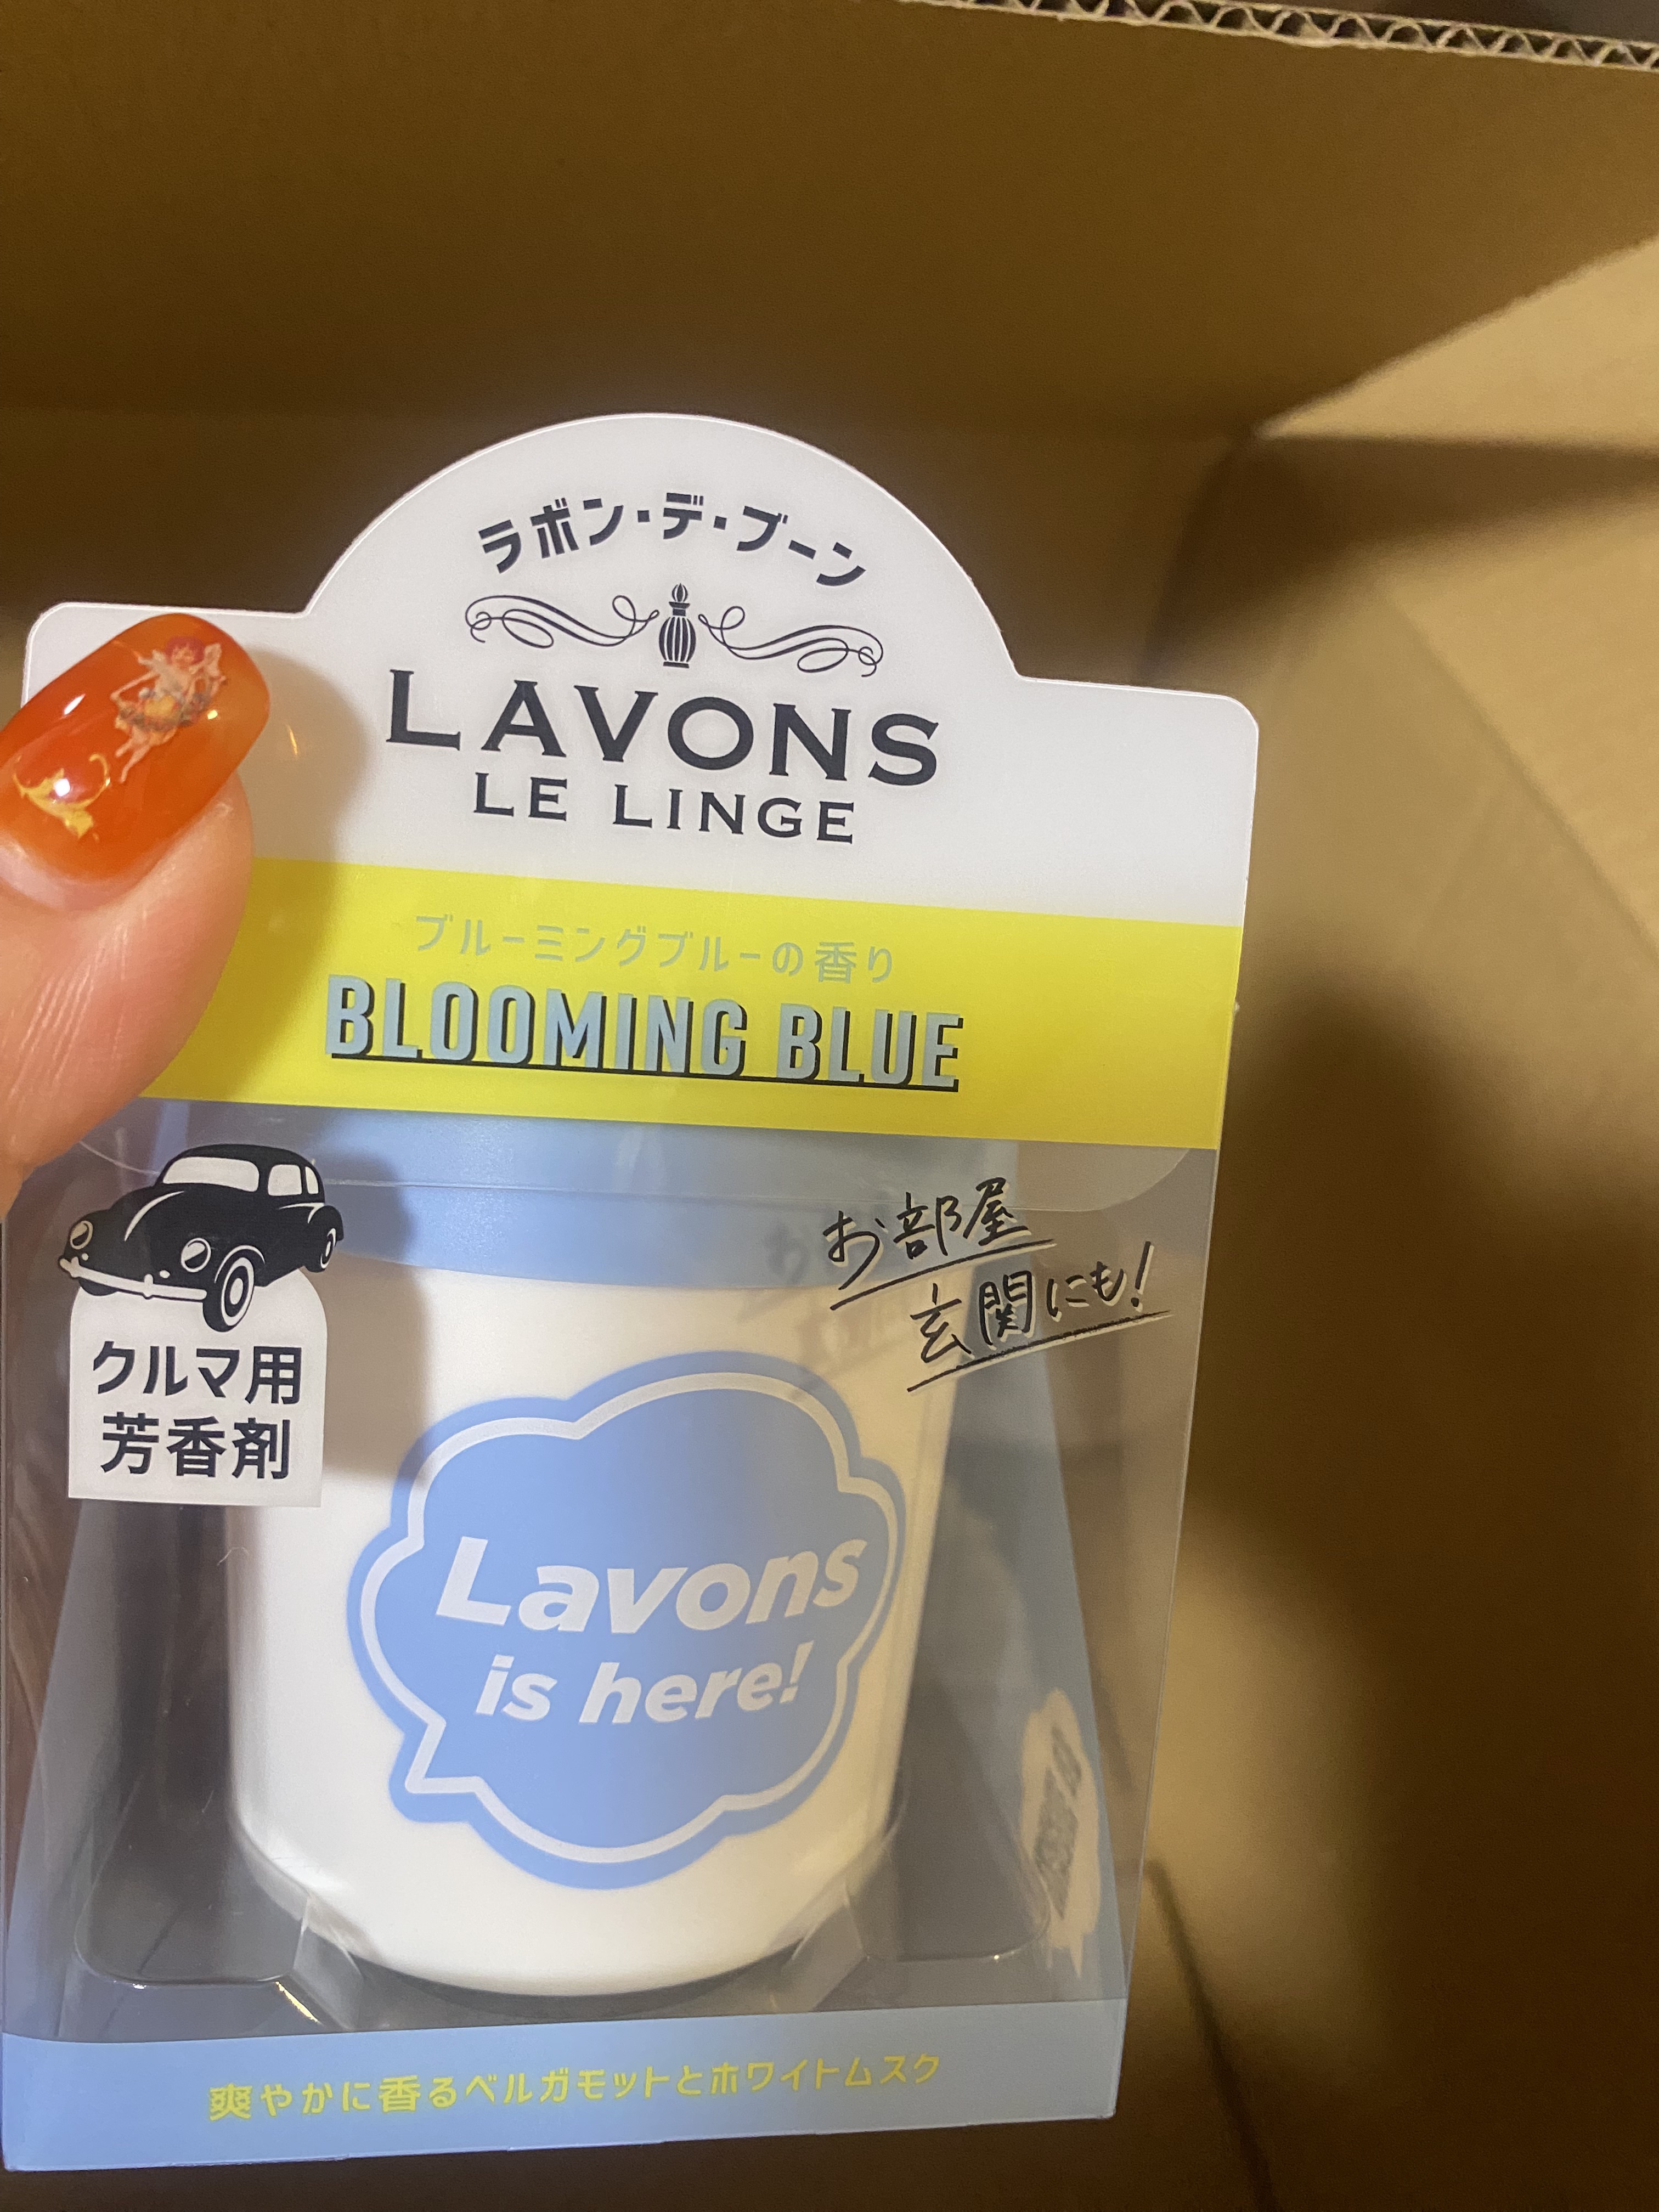 ラボン・デ・ブーン
LAVONS
LE LINGE
ブルーミングブルーの香り
BLOOMING BLUE
お部屋
玄関にも!
クルマ用
芳香剤
Lavons
is here!
爽やかに香るベルガモットとホワイトムスク